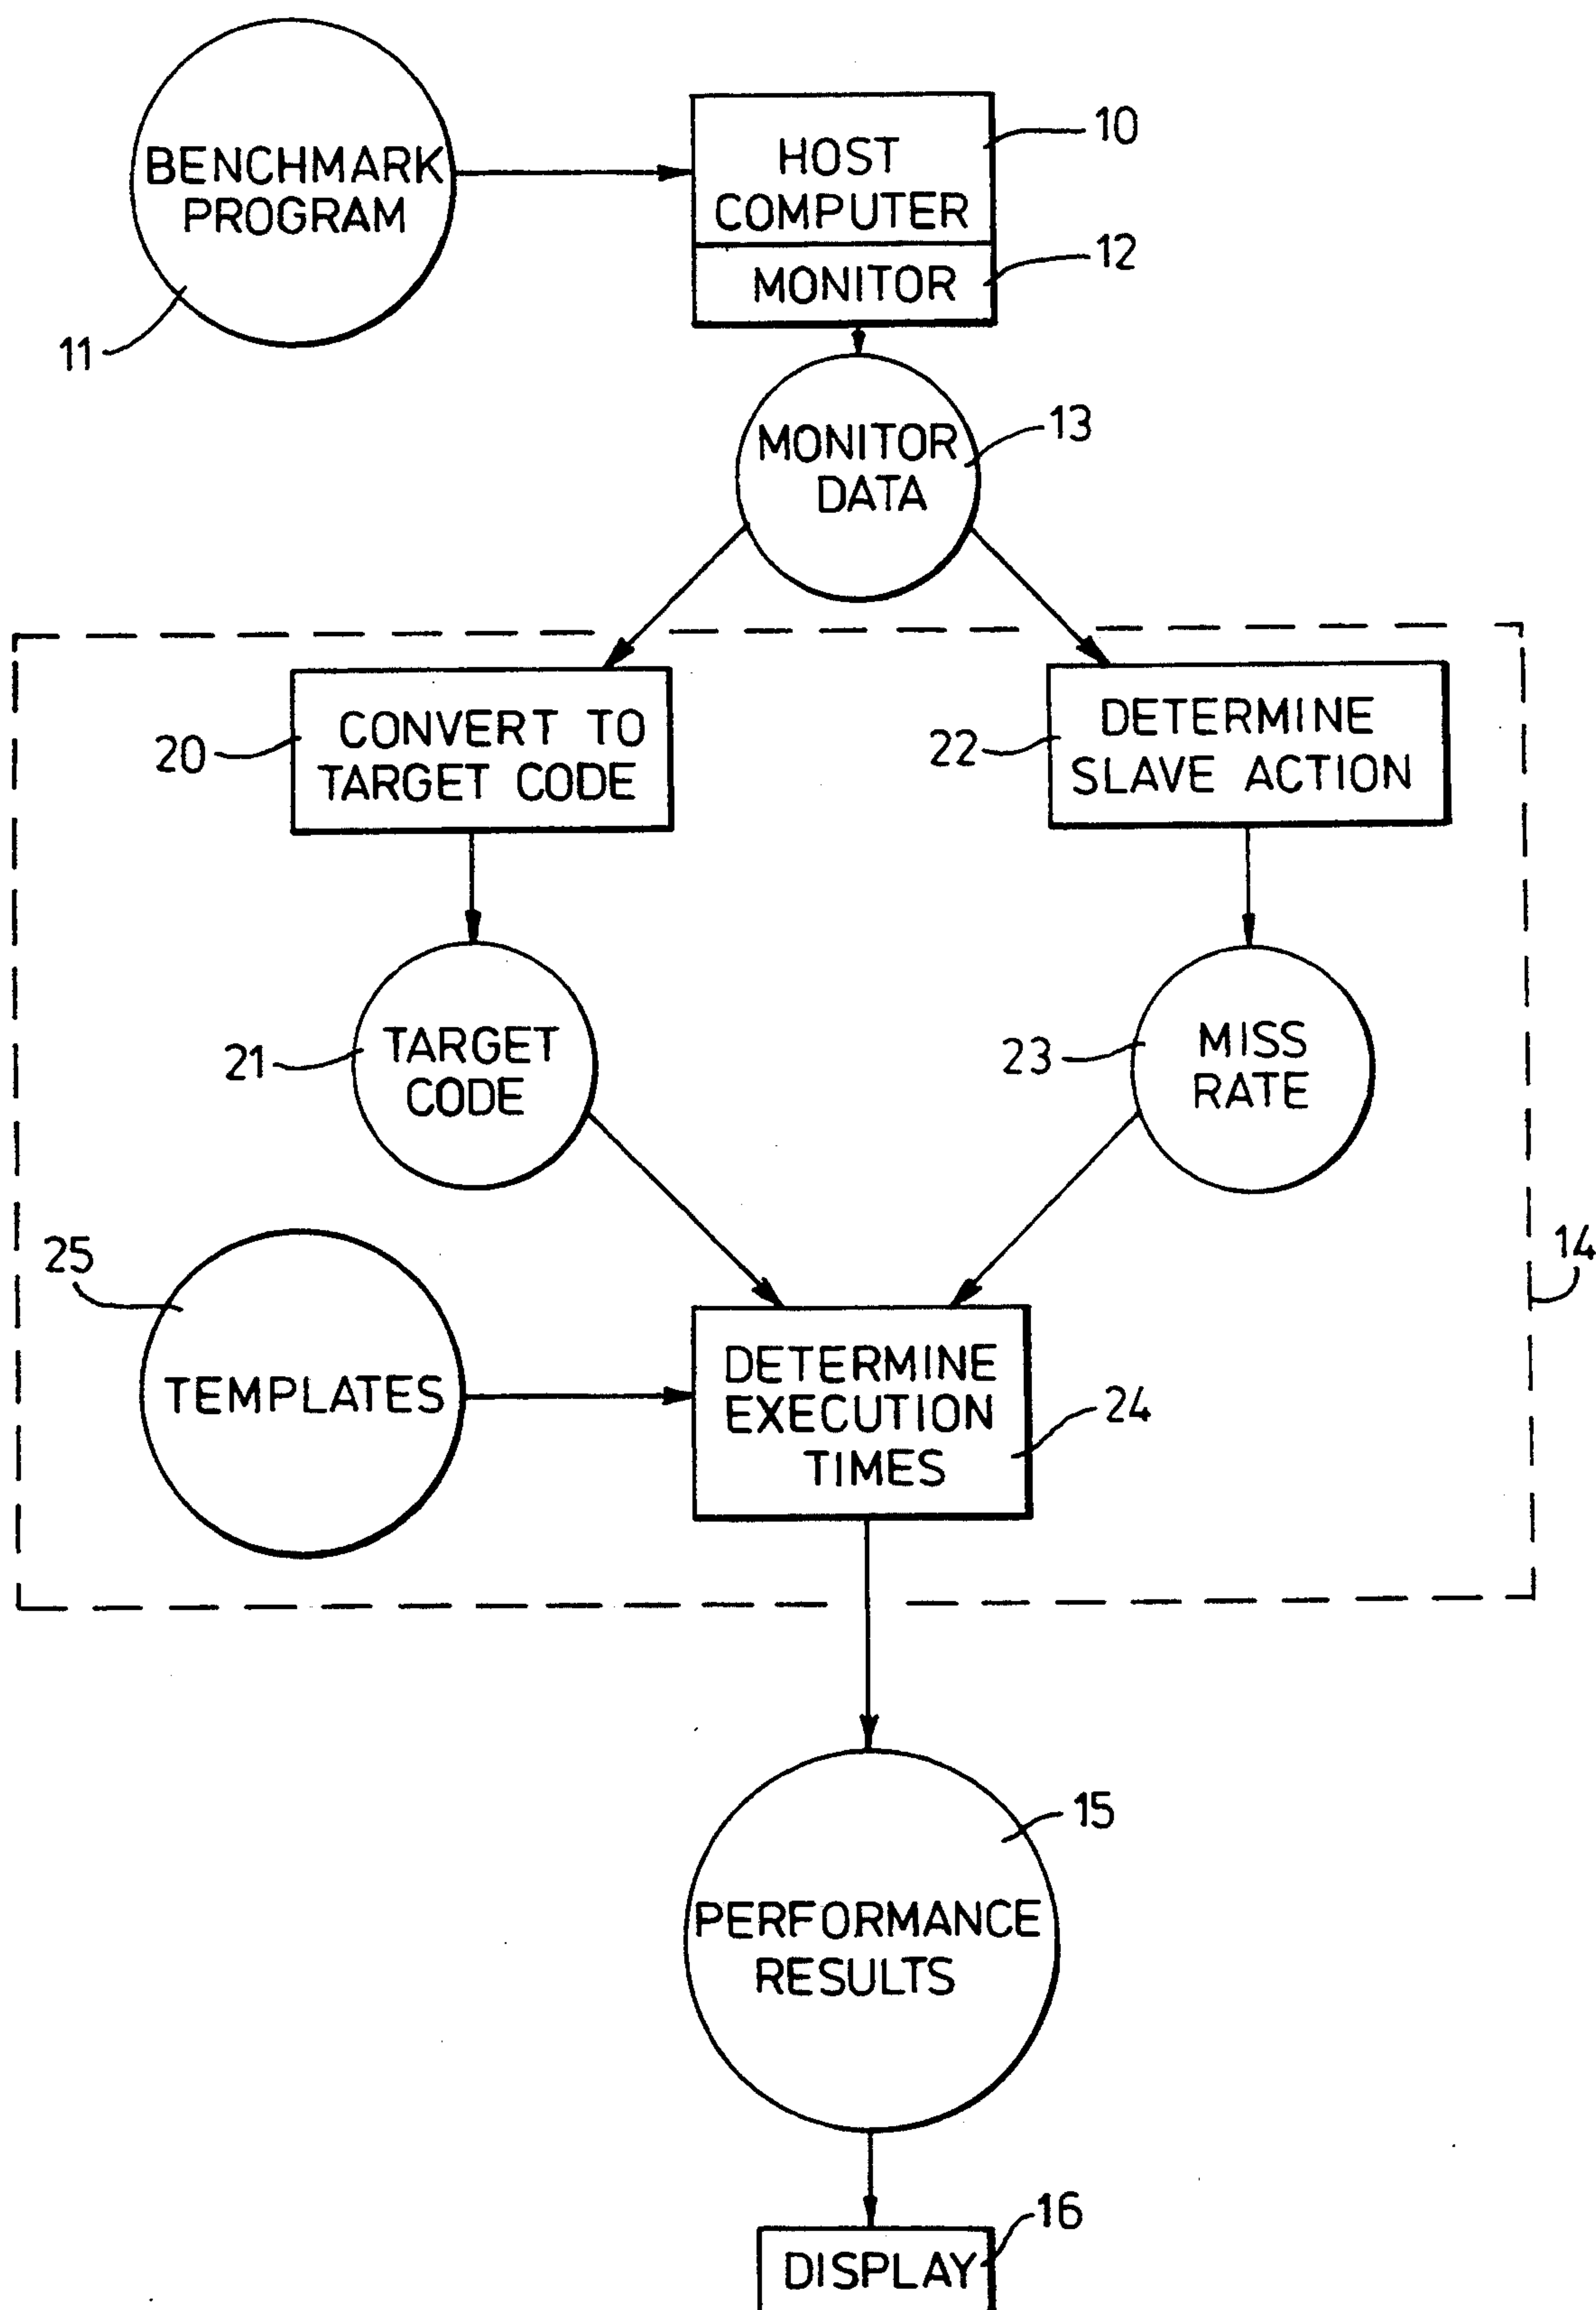 BENCHMARK
PROGRAM
11
HOST
COMPUTER
10
MONITOR
12
MONITOR
DATA
13
CONVERT TO
TARGET CODE
20
DETERMINE
SLAVE ACTION
22
TARGET
CODE
21
MISS
RATE
23
14
25
TEMPLATES
DETERMINE
EXECUTION
TIMES
24
15
PERFORMANCE
RESULTS
16
DISPLAY